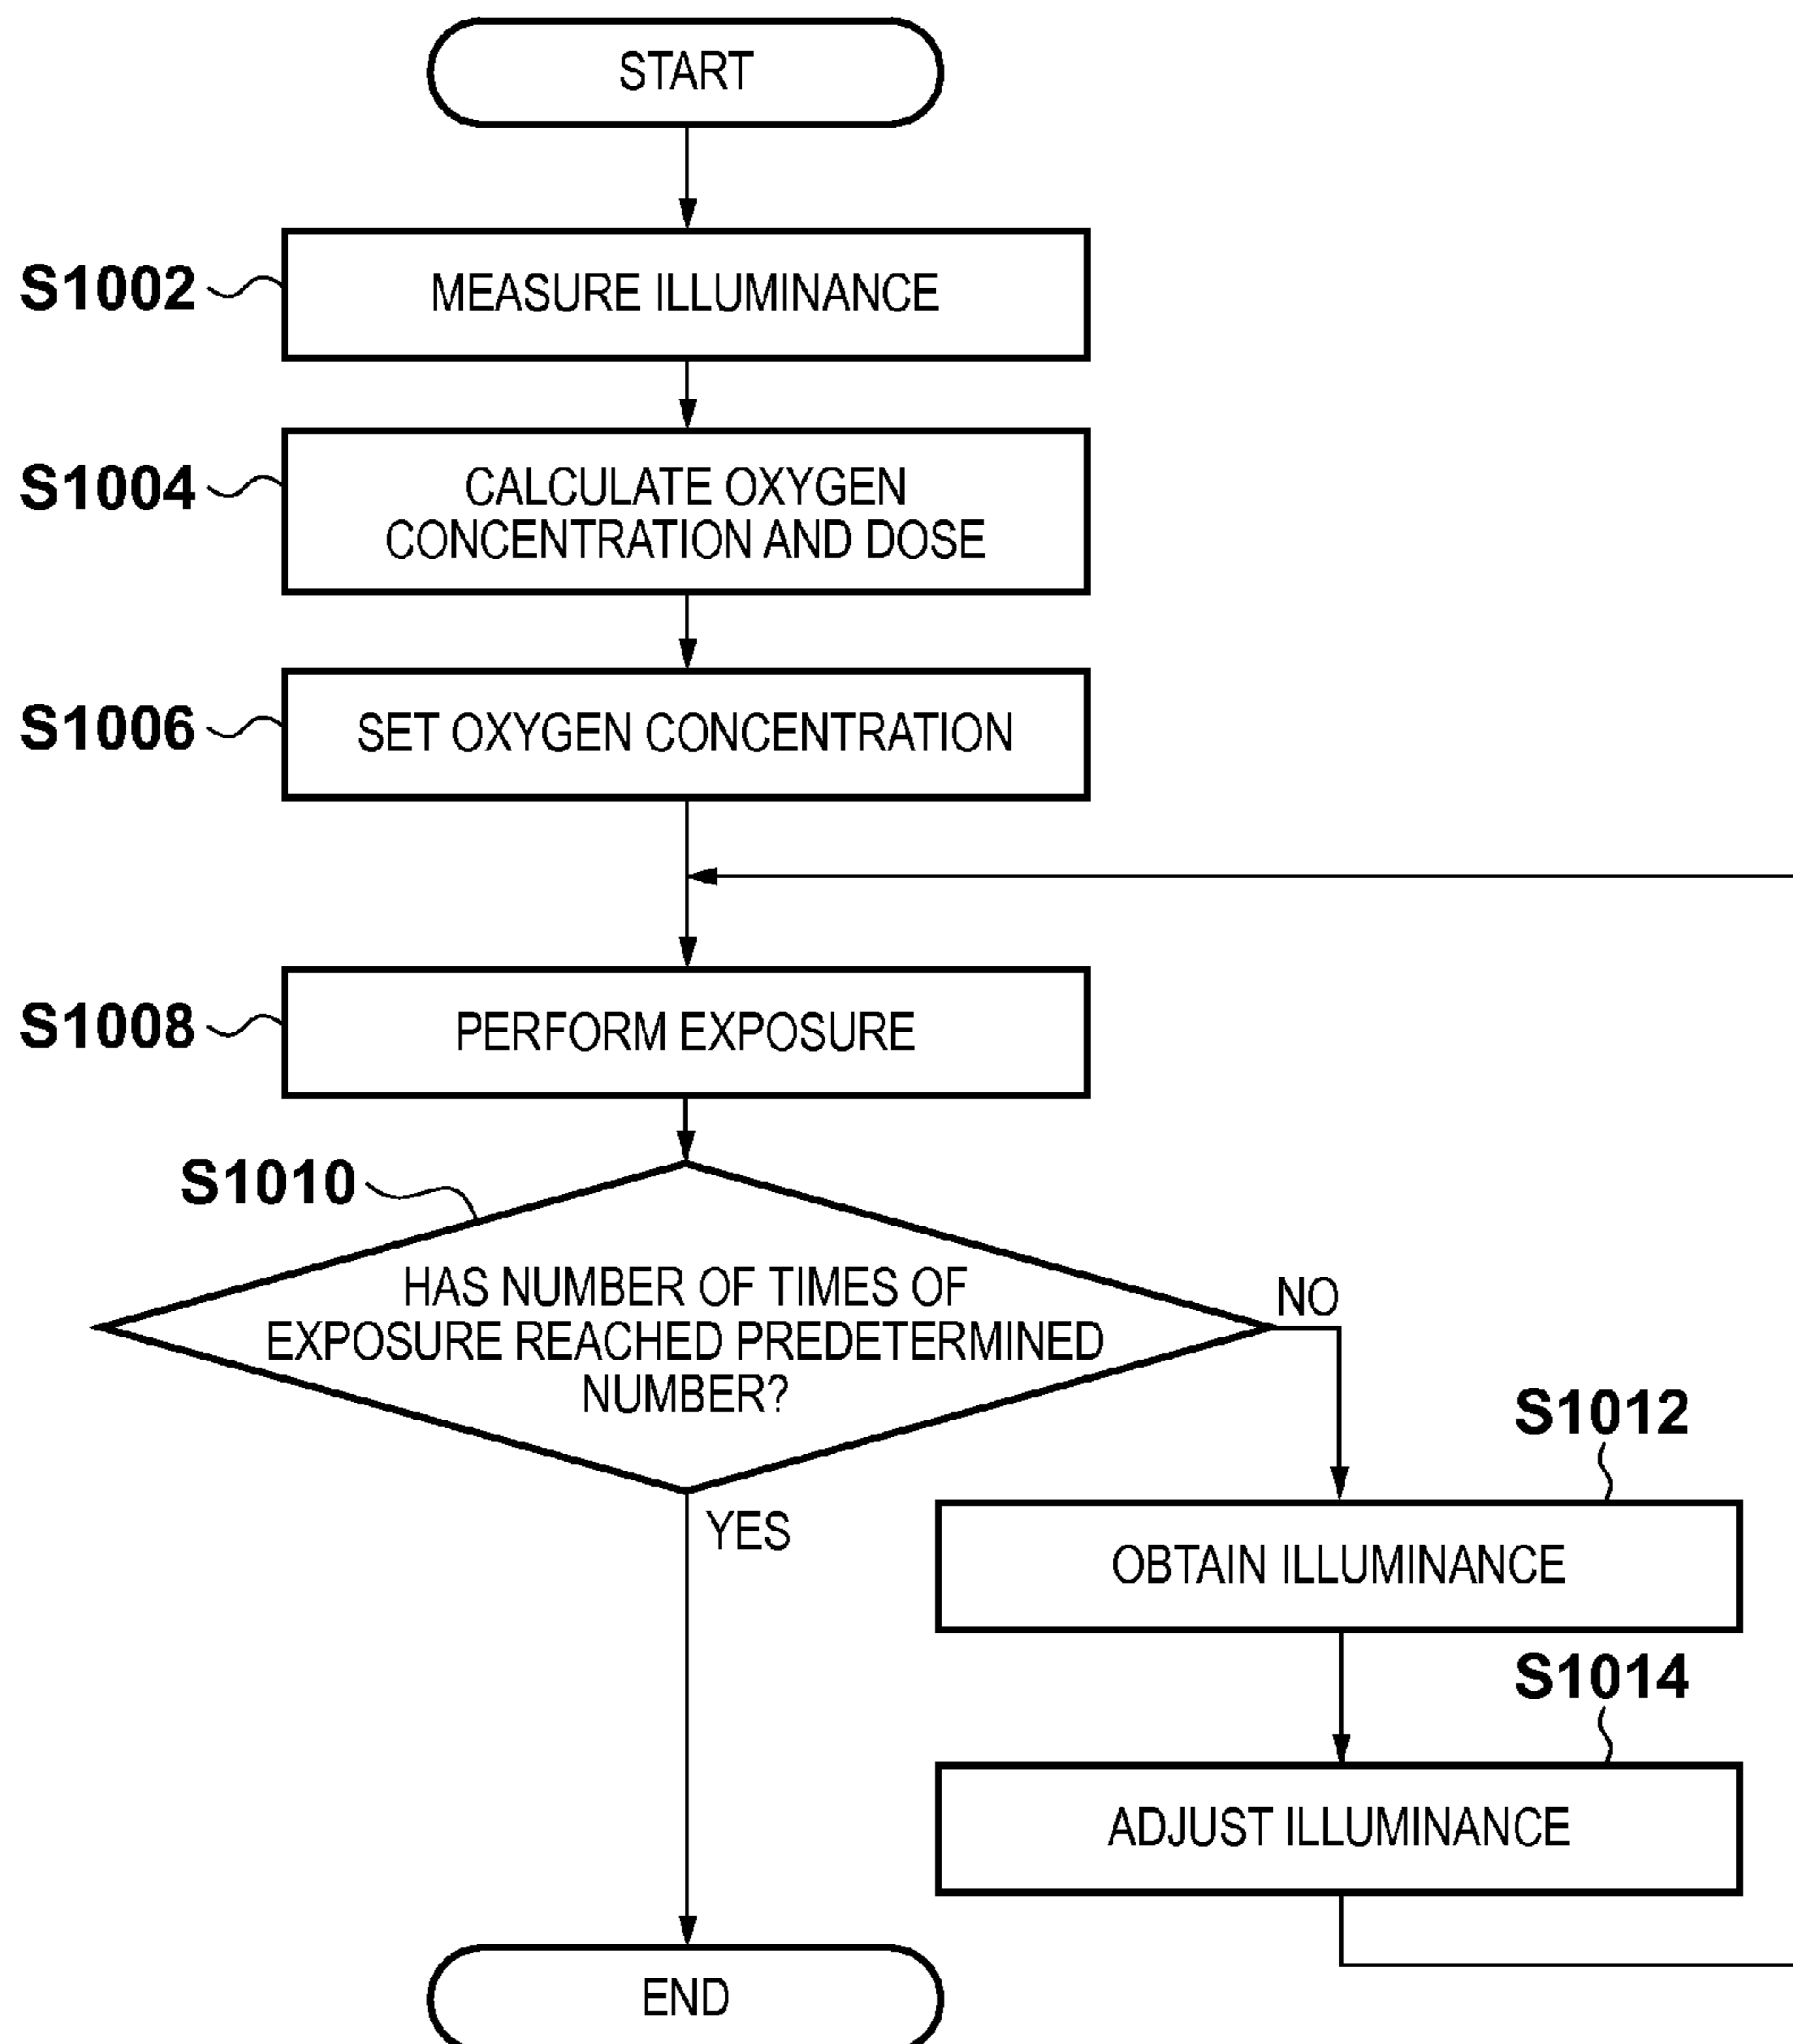 START
S1002
MEASURE ILLUMINANCE
S1004
CALCULATE OXYGEN
CONCENTRATION AND DOSE
S1006
SET OXYGEN CONCENTRATION
S1008
PERFORM EXPOSURE
S1010
HAS NUMBER OF TIMES OF
EXPOSURE REACHED PREDETERMINED
NUMBER?
NO
YES
S1012
OBTAIN ILLUMINANCE
S1014
ADJUST ILLUMINANCE
END